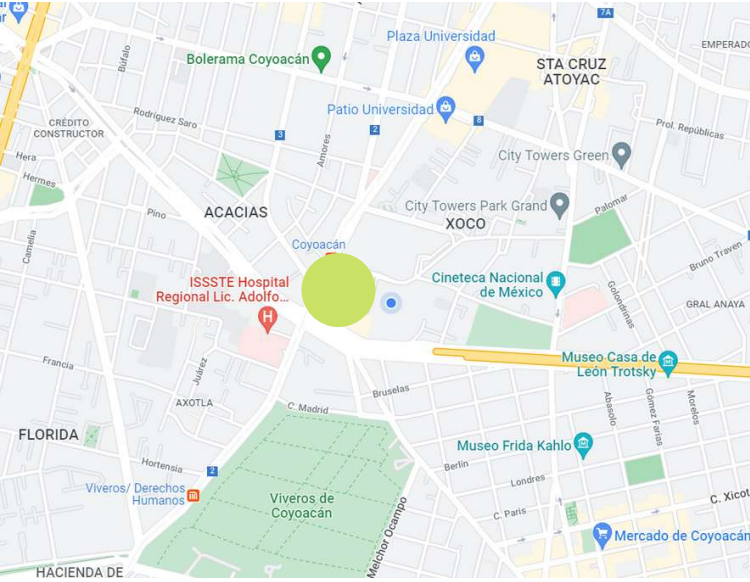 7A
Plaza Universidad
EMPERADO
Bolerama Coyoacán
STA CRUZ
ATOYAC
Búfalo
Patio Universidad
8
CRÉDITO
CONSTRUCTOR
Rodríguez Saro
3
2
Amores
Prol. Repúblicas
Hera
City Towers Green
Hermes
Pino
ACACIAS
City Towers Park Grand
XOCO
Palomar
Camelia
Coyoacán
Bruno Traven
ISSSTE Hospital
Regional Lic. Adolfo...
Cineteca Nacional
de México
Golondrinas
GRAL ANAYA
H
Francia
Juárez
Museo Casa de
León Trotsky
Bruselas
AXOTLA
C. Madrid
Abasolo
Gómez Farias
Morelos
FLORIDA
Museo Frida Kahlo
Hortensia
2
Berlín
Londres
Viveros/ Derechos
Humanos
Viveros de
Coyoacán
C. Xicot
C. París
Melchor Ocampo
Mercado de Coyoacán
HACIENDA DE